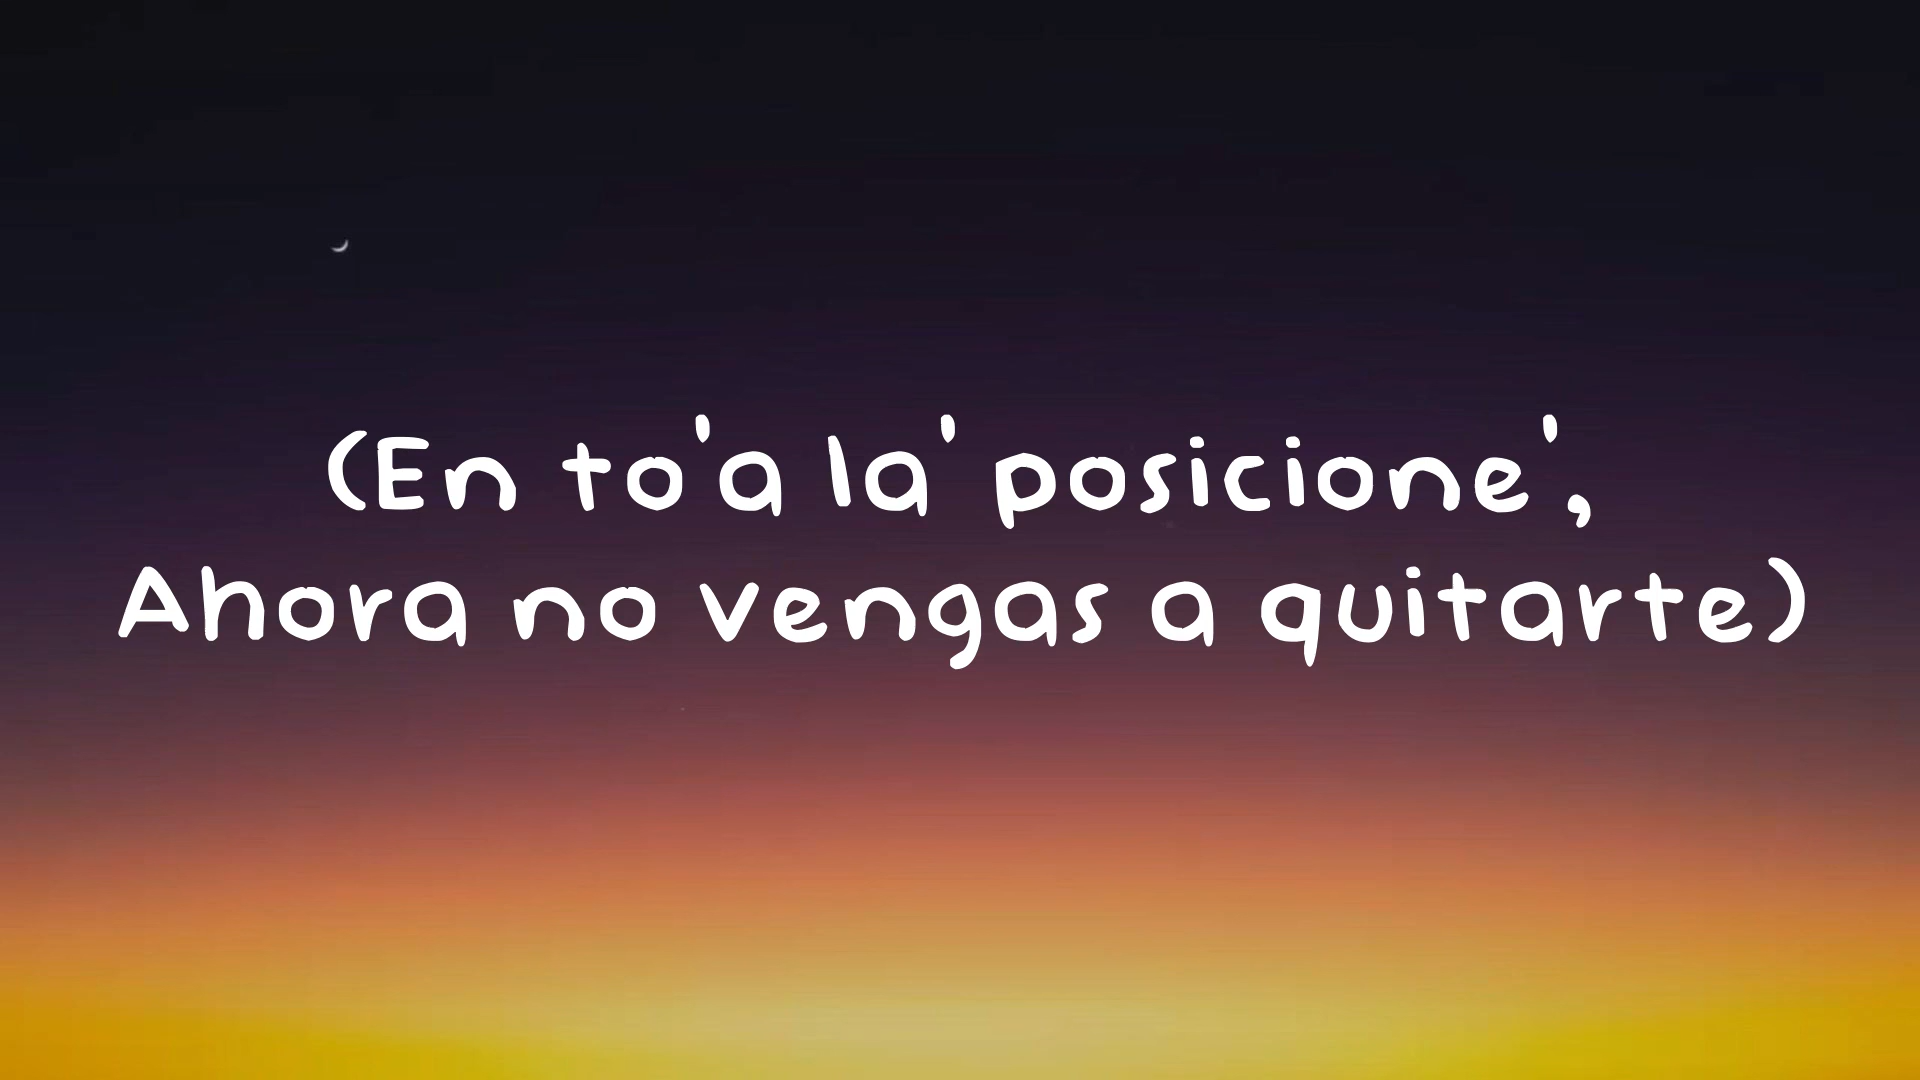 (En to'a la' posicione',
Ahora no vengas a quitarte)